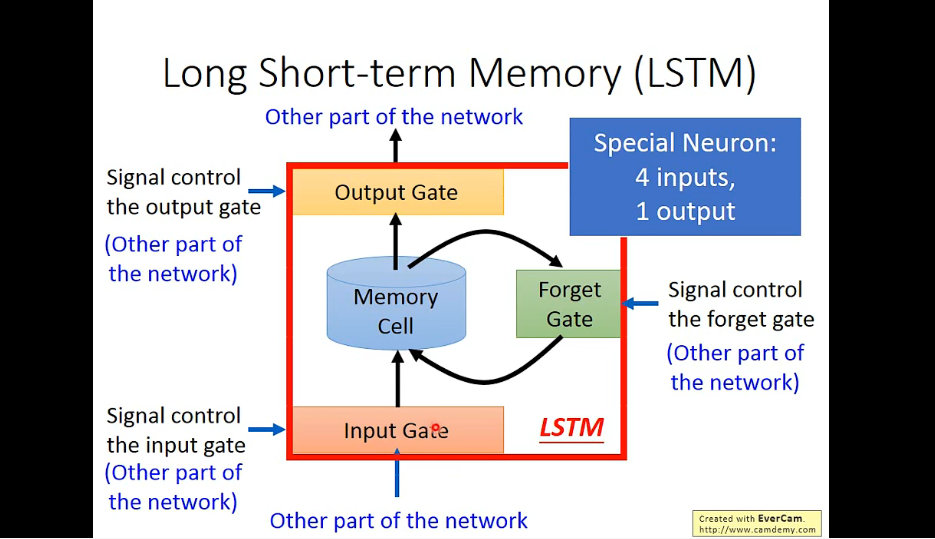 Long Short-term Memory (LSTM)
Other part of the network
Special Neuron:
4 inputs,
1 output
Signal control
the output gate
(Other part of
the network)
Output Gate
Memory
Cell
Forget
Gate
Signal control
the forget gate
(Other part of
the network)
Signal control
the input gate
(Other part of
the network)
Input Gate
LSTM
Other part of the network
Created with EverCam.
http://www.camdemy.com